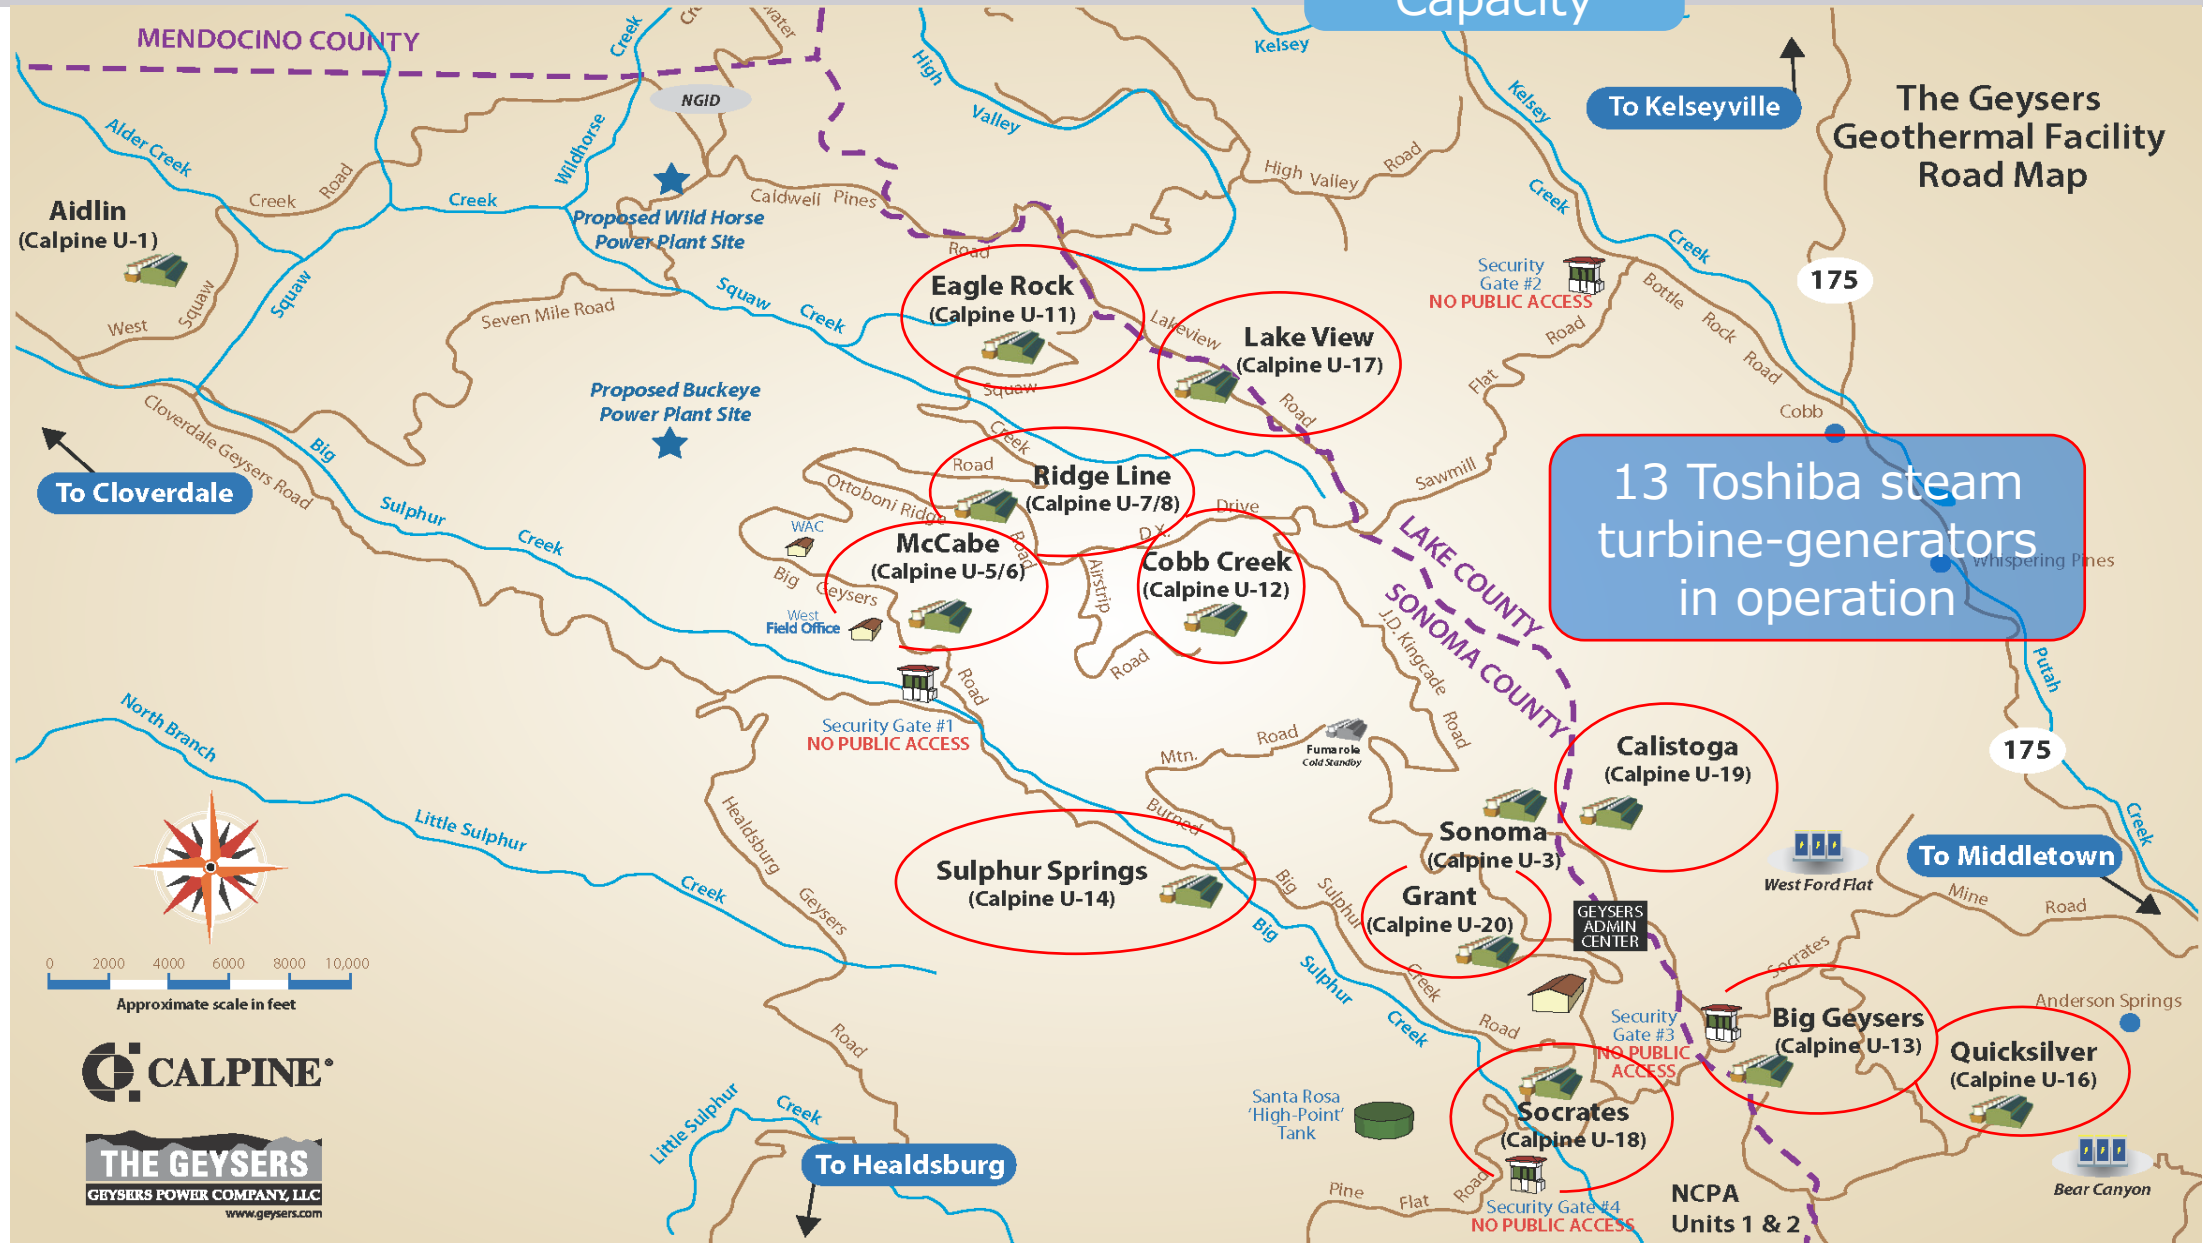 Capacity
MENDOCINO COUNTY
Creek
High
Valley
Kelsey
Kelsey
Creek
Creek
To Kelseyville
The Geysers
Geothermal Facility
Road Map
NGID
Alder Creek
Wildhorse
Creek
Road
Creek
Caldwell Pines
Road
High Valley
Road
Aidlin
(Calpine U-1)
Proposed Wild Horse
Power Plant Site
Squaw
Creek
West
Squaw
Squaw
Seven Mile Road
Eagle Rock
(Calpine U-11)
Lakeview
Road
Lake View
(Calpine U-17)
Security
Gate #2
NO PUBLIC ACCESS
Bottle
Rock
Road
175
Road
Flat
Sawmill
Cobb
Proposed Buckeye
Power Plant Site
Squaw
Creek
Road
Cloverdale Geysers Road
Big
Sulphur
Creek
To Cloverdale
Ridge Line
(Calpine U-7/8)
Ottoboni Ridge
Road
Drive
D.X.
13 Toshiba steam
turbine-generators
in operation
Whispering Pines
WAC
McCabe
(Calpine U-5/6)
Big
Geysers
Road
West
Field Office
Cobb Creek
(Calpine U-12)
Airstrip
Road
LAKE COUNTY
SONOMA COUNTY
J.D. Kingcade
Road
Putah
Creek
175
Security Gate #1
NO PUBLIC ACCESS
North Branch
Little Sulphur
Creek
Mtn.
Road
Burned
Fumarole
Cold Standby
Calistoga
(Calpine U-19)
Sonoma
(Calpine U-3)
Healdsburg
Geysers
Road
Sulphur Springs
(Calpine U-14)
Big
Sulphur
Creek
Road
Big
Sulphur
Creek
Grant
(Calpine U-20)
GEYSERS
ADMIN
CENTER
West Ford Flat
To Middletown
Mine
Road
Socrates
0 2000 4000 6000 8000 10,000
Approximate scale in feet
Anderson Springs
Security
Gate #3
NO PUBLIC
ACCESS
Big Geysers
(Calpine U-13)
Quicksilver
(Calpine U-16)
CALPINE®
Santa Rosa
'High-Point'
Tank
Socrates
(Calpine U-18)
Little Sulphur
Creek
THE GEYSERS
GEYSERS POWER COMPANY, LLC
www.geysers.com
To Healdsburg
Pine
Flat
Road
Security Gate #4
NO PUBLIC ACCESS
NCPA
Units 1 & 2
Bear Canyon